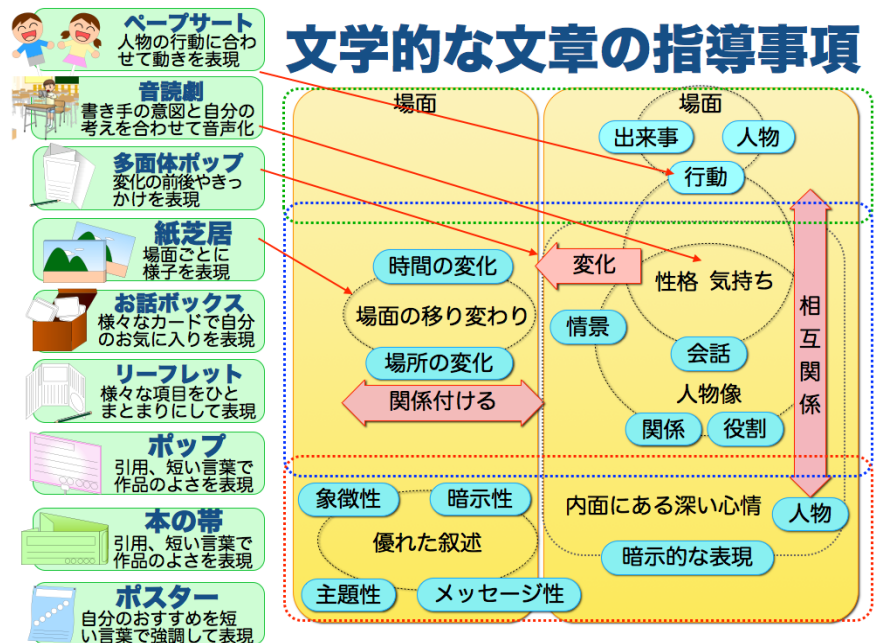 文学的な文章の指導事項
ペープサート
人物の行動に合わ
せて動きを表現
音読劇
書き手の意図と自分の
考えを合わせて音声化
多面体ポップ
変化の前後やきっ
かけを表現
紙芝居
場面ごとに
様子を表現
お話ボックス
様々なカードで自分
のお気に入りを表現
リーフレット
様々な項目をひと
まとまりにして表現
ポップ
引用、短い言葉で
作品のよさを表現
本の帯
引用、短い言葉で
作品のよさを表現
ポスター
自分のおすすめを短
い言葉で強調して表現
場面
時間の変化
場面の移り変わり
場所の変化
関係付ける
象徴性
暗示性
優れた叙述
主題性
メッセージ性
場面
出来事
人物
行動
変化
性格 気持ち
情景
会話
人物像
関係
役割
相互関係
内面にある深い心情
人物
暗示的な表現